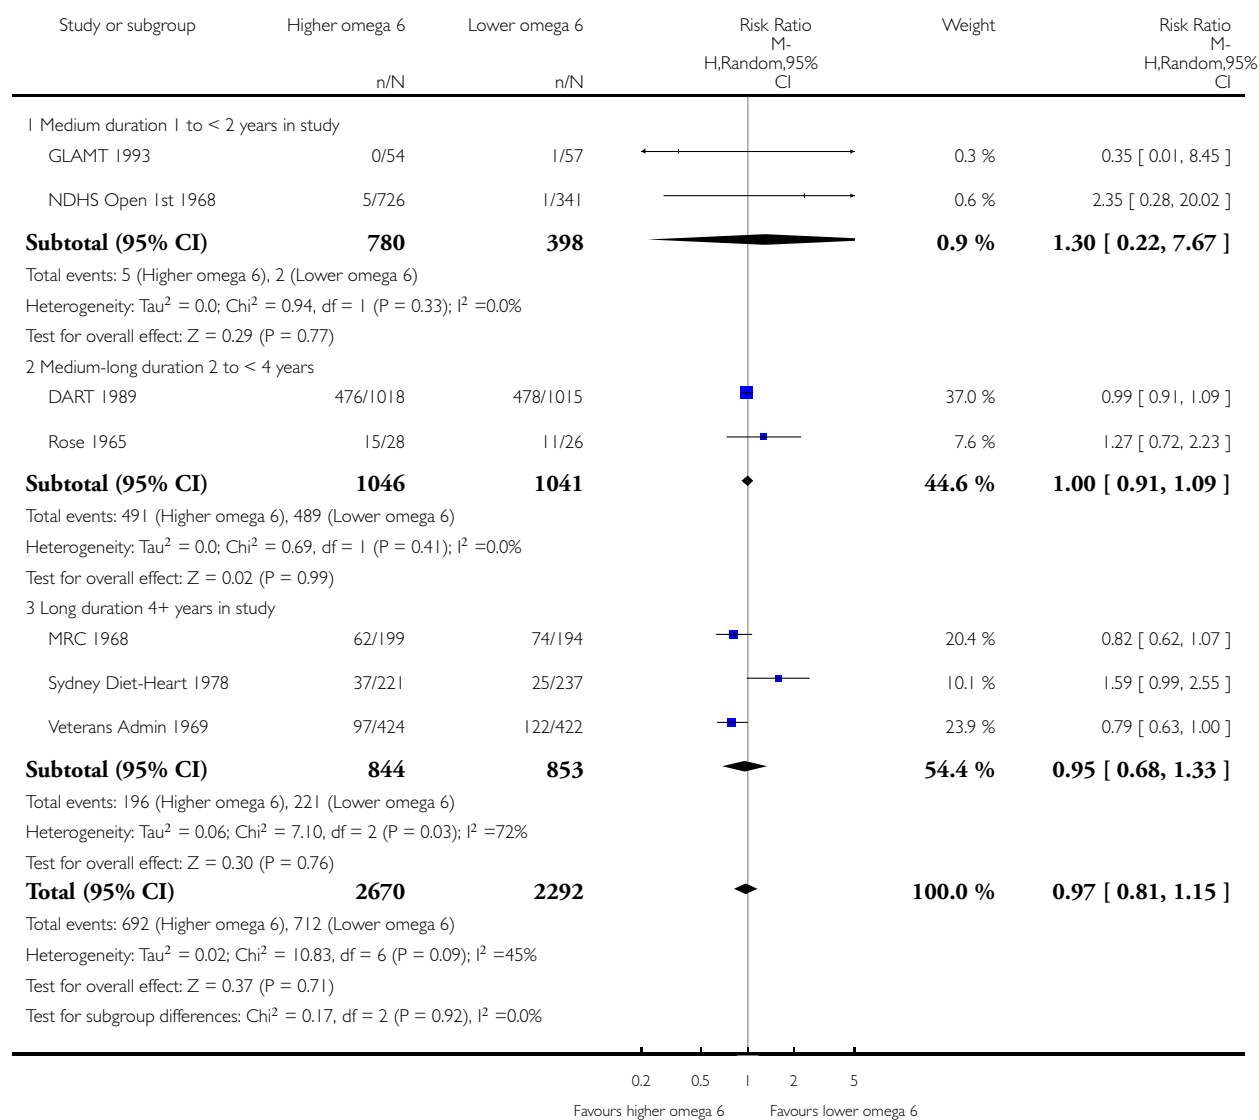 Study or subgroup Higher omega 6 Lower omega 6 Risk Ratio Weight Risk Ratio
M- M-
H,Random,95% H,Random,95%
n/N n/N CI CI
1 Medium duration 1 to < 2 years in study
GLAMT 1993 0/54 1/57 0.3 % 0.35 [ 0.01, 8.45 ]
NDHS Open 1st 1968 5/726 1/341 0.6 % 2.35 [ 0.28, 20.02 ]
Subtotal (95% CI) 780 398 0.9 % 1.30 [ 0.22, 7.67 ]
Total events: 5 (Higher omega 6), 2 (Lower omega 6)
Heterogeneity: Tau² = 0.0; Chi² = 0.94, df = 1 (P = 0.33); I² =0.0%
Test for overall effect: Z = 0.29 (P = 0.77)
2 Medium-long duration 2 to < 4 years
DART 1989 476/1018 478/1015 37.0 % 0.99 [ 0.91, 1.09 ]
Rose 1965 15/28 11/26 7.6 % 1.27 [ 0.72, 2.23 ]
Subtotal (95% CI) 1046 1041 44.6 % 1.00 [ 0.91, 1.09 ]
Total events: 491 (Higher omega 6), 489 (Lower omega 6)
Heterogeneity: Tau² = 0.0; Chi² = 0.69, df = 1 (P = 0.41); I² =0.0%
Test for overall effect: Z = 0.02 (P = 0.99)
3 Long duration 4+ years in study
MRC 1968 62/199 74/194 20.4 % 0.82 [ 0.62, 1.07 ]
Sydney Diet-Heart 1978 37/221 25/237 10.1 % 1.59 [ 0.99, 2.55 ]
Veterans Admin 1969 97/424 122/422 23.9 % 0.79 [ 0.63, 1.00 ]
Subtotal (95% CI) 844 853 54.4 % 0.95 [ 0.68, 1.33 ]
Total events: 196 (Higher omega 6), 221 (Lower omega 6)
Heterogeneity: Tau² = 0.06; Chi² = 7.10, df = 2 (P = 0.03); I² =72%
Test for overall effect: Z = 0.30 (P = 0.76)
Total (95% CI) 2670 2292 100.0 % 0.97 [ 0.81, 1.15 ]
Total events: 692 (Higher omega 6), 712 (Lower omega 6)
Heterogeneity: Tau² = 0.02; Chi² = 10.83, df = 6 (P = 0.09); I² =45%
Test for overall effect: Z = 0.37 (P = 0.71)
Test for subgroup differences: Chi² = 0.17, df = 2 (P = 0.92), I² =0.0%
0.2 0.5 1 2 5
Favours higher omega 6 Favours lower omega 6